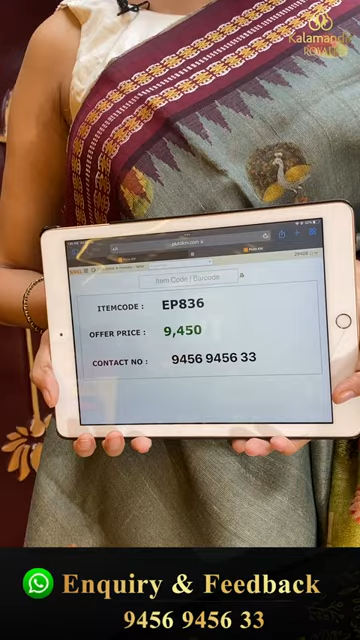 Kalamandir
ROYALE
Item Code / Barcode
ITEMCODE : EP836
OFFER PRICE : 9,450
CONTACT NO : 9456 9456 33
Enquiry & Feedback
9456 9456 33